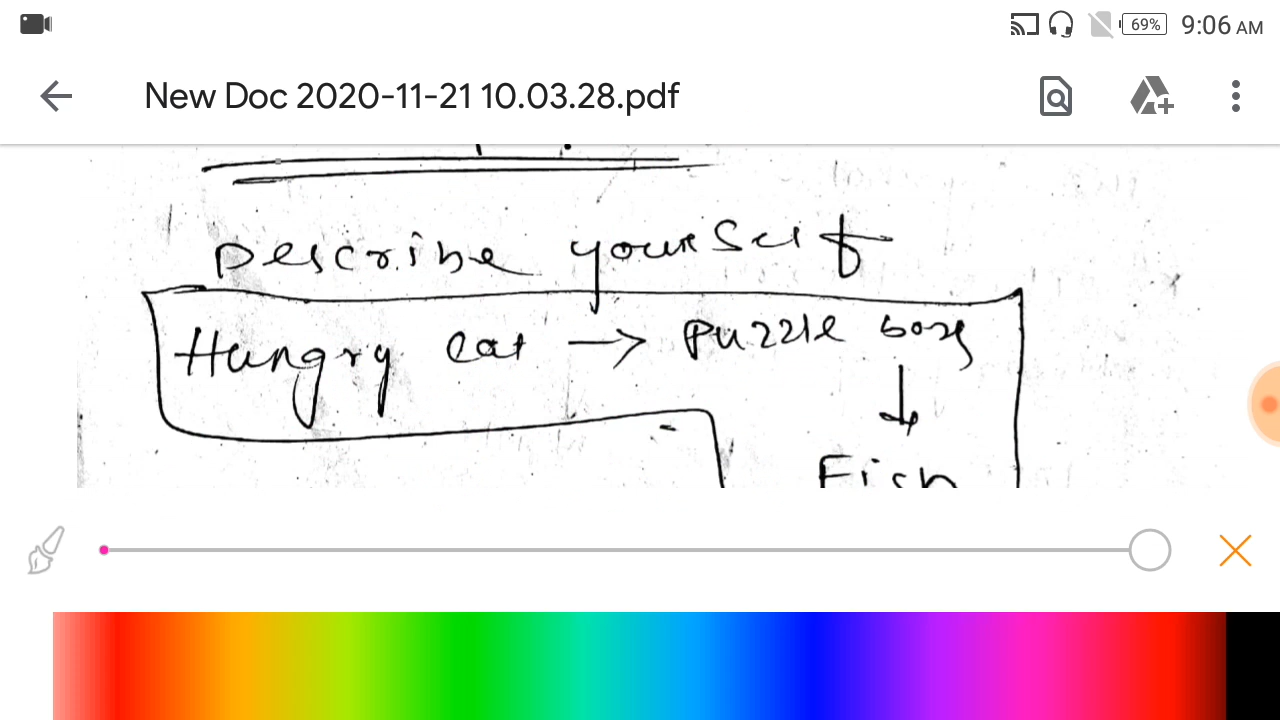 69% 9:06 AM
New Doc 2020-11-21 10.03.28.pdf
Describe yourself
Hungry cat → Puzzle box
↓
Fish